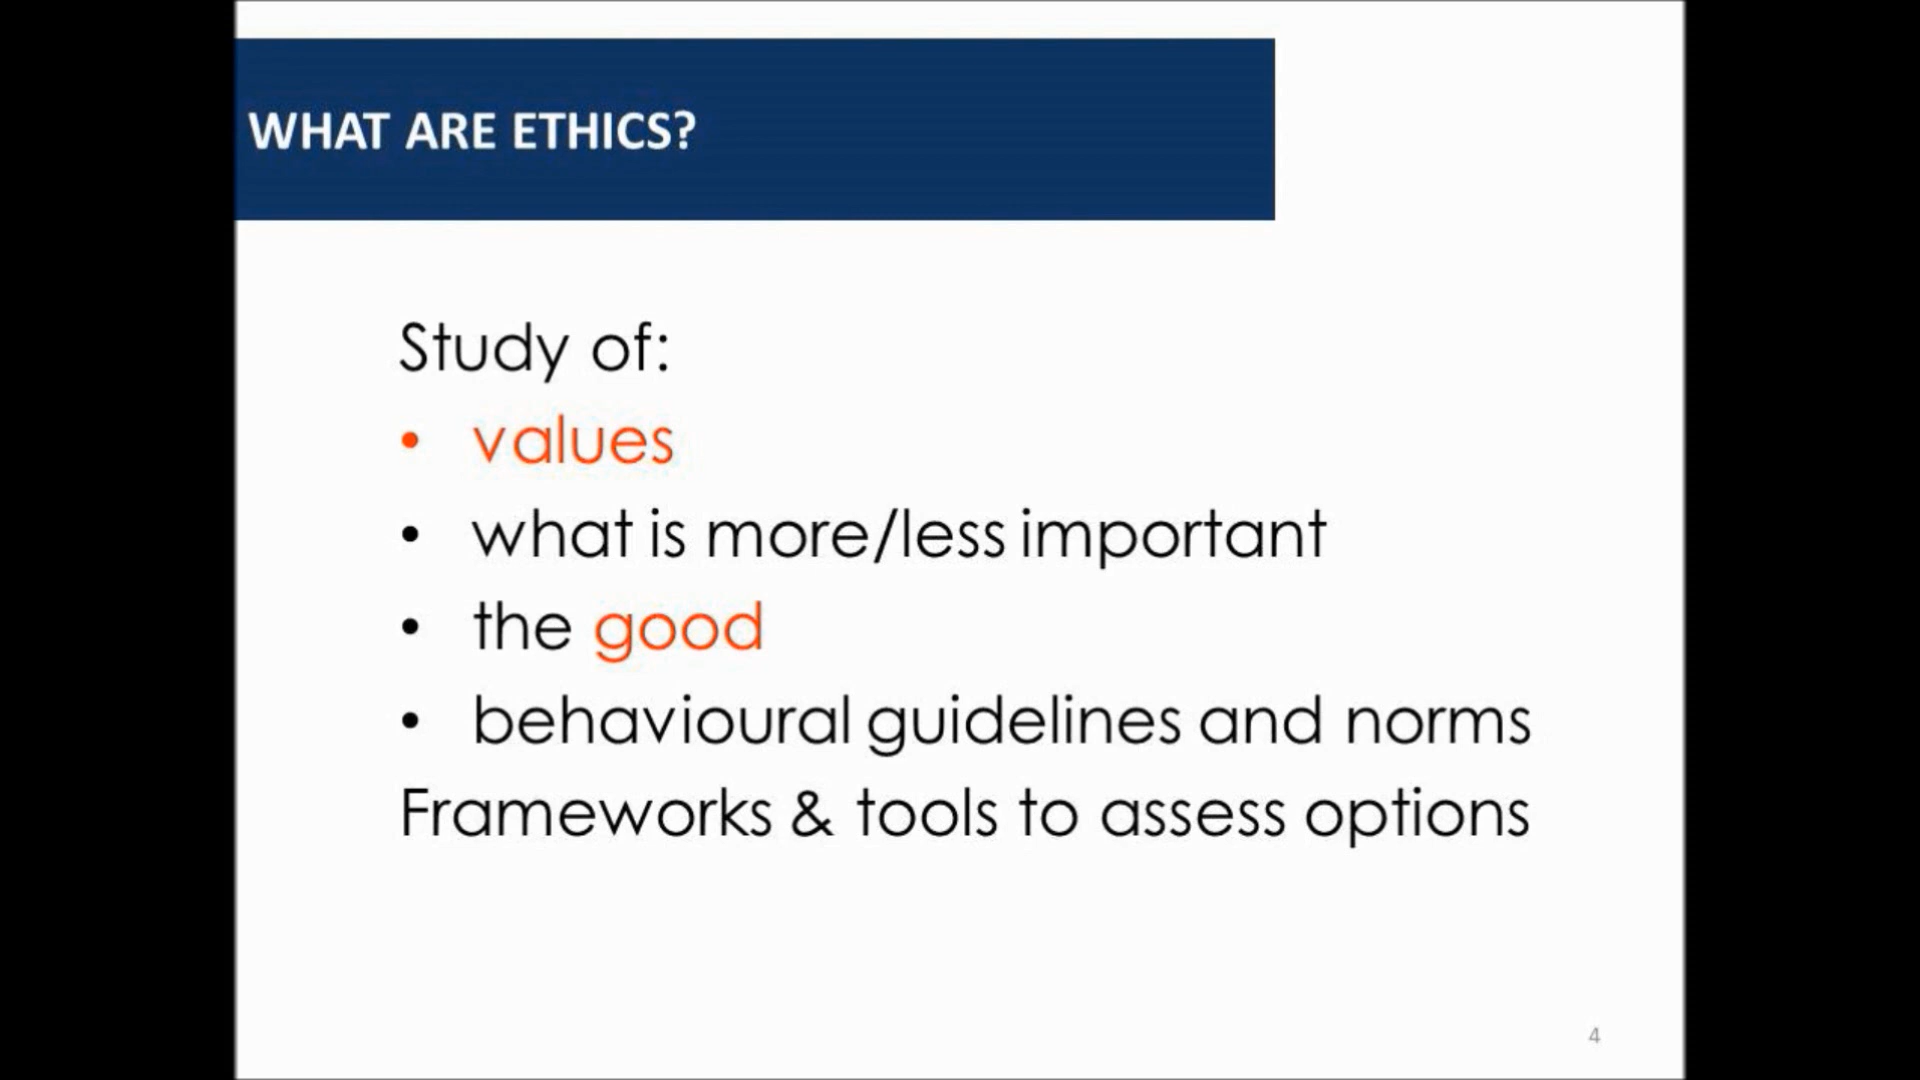 WHAT ARE ETHICS?
Study of:
• values
• what is more/less important
• the good
• behavioural guidelines and norms
Frameworks & tools to assess options
4